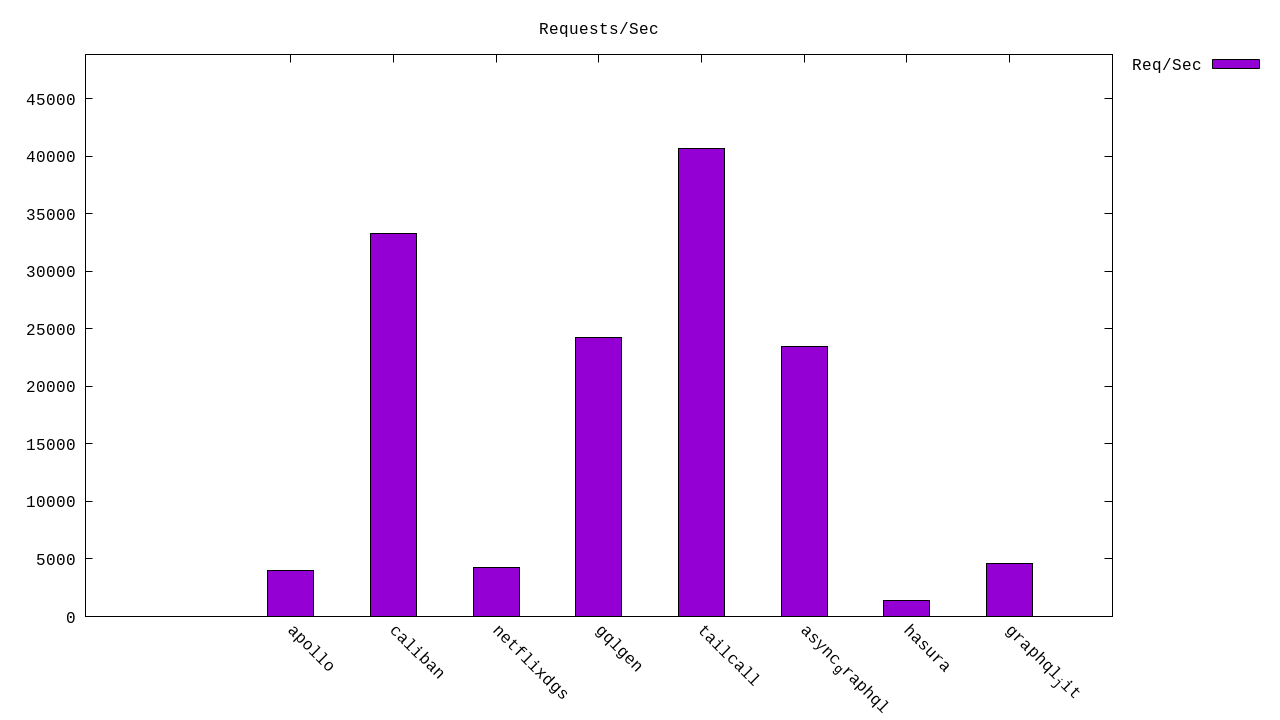 Requests/Sec
Req/Sec
45000
40000
35000
30000
25000
20000
15000
10000
5000
0
apollo
caliban
netflixdgs
gqlgen
tailcall
async_graphql
hasura
graphql_jit